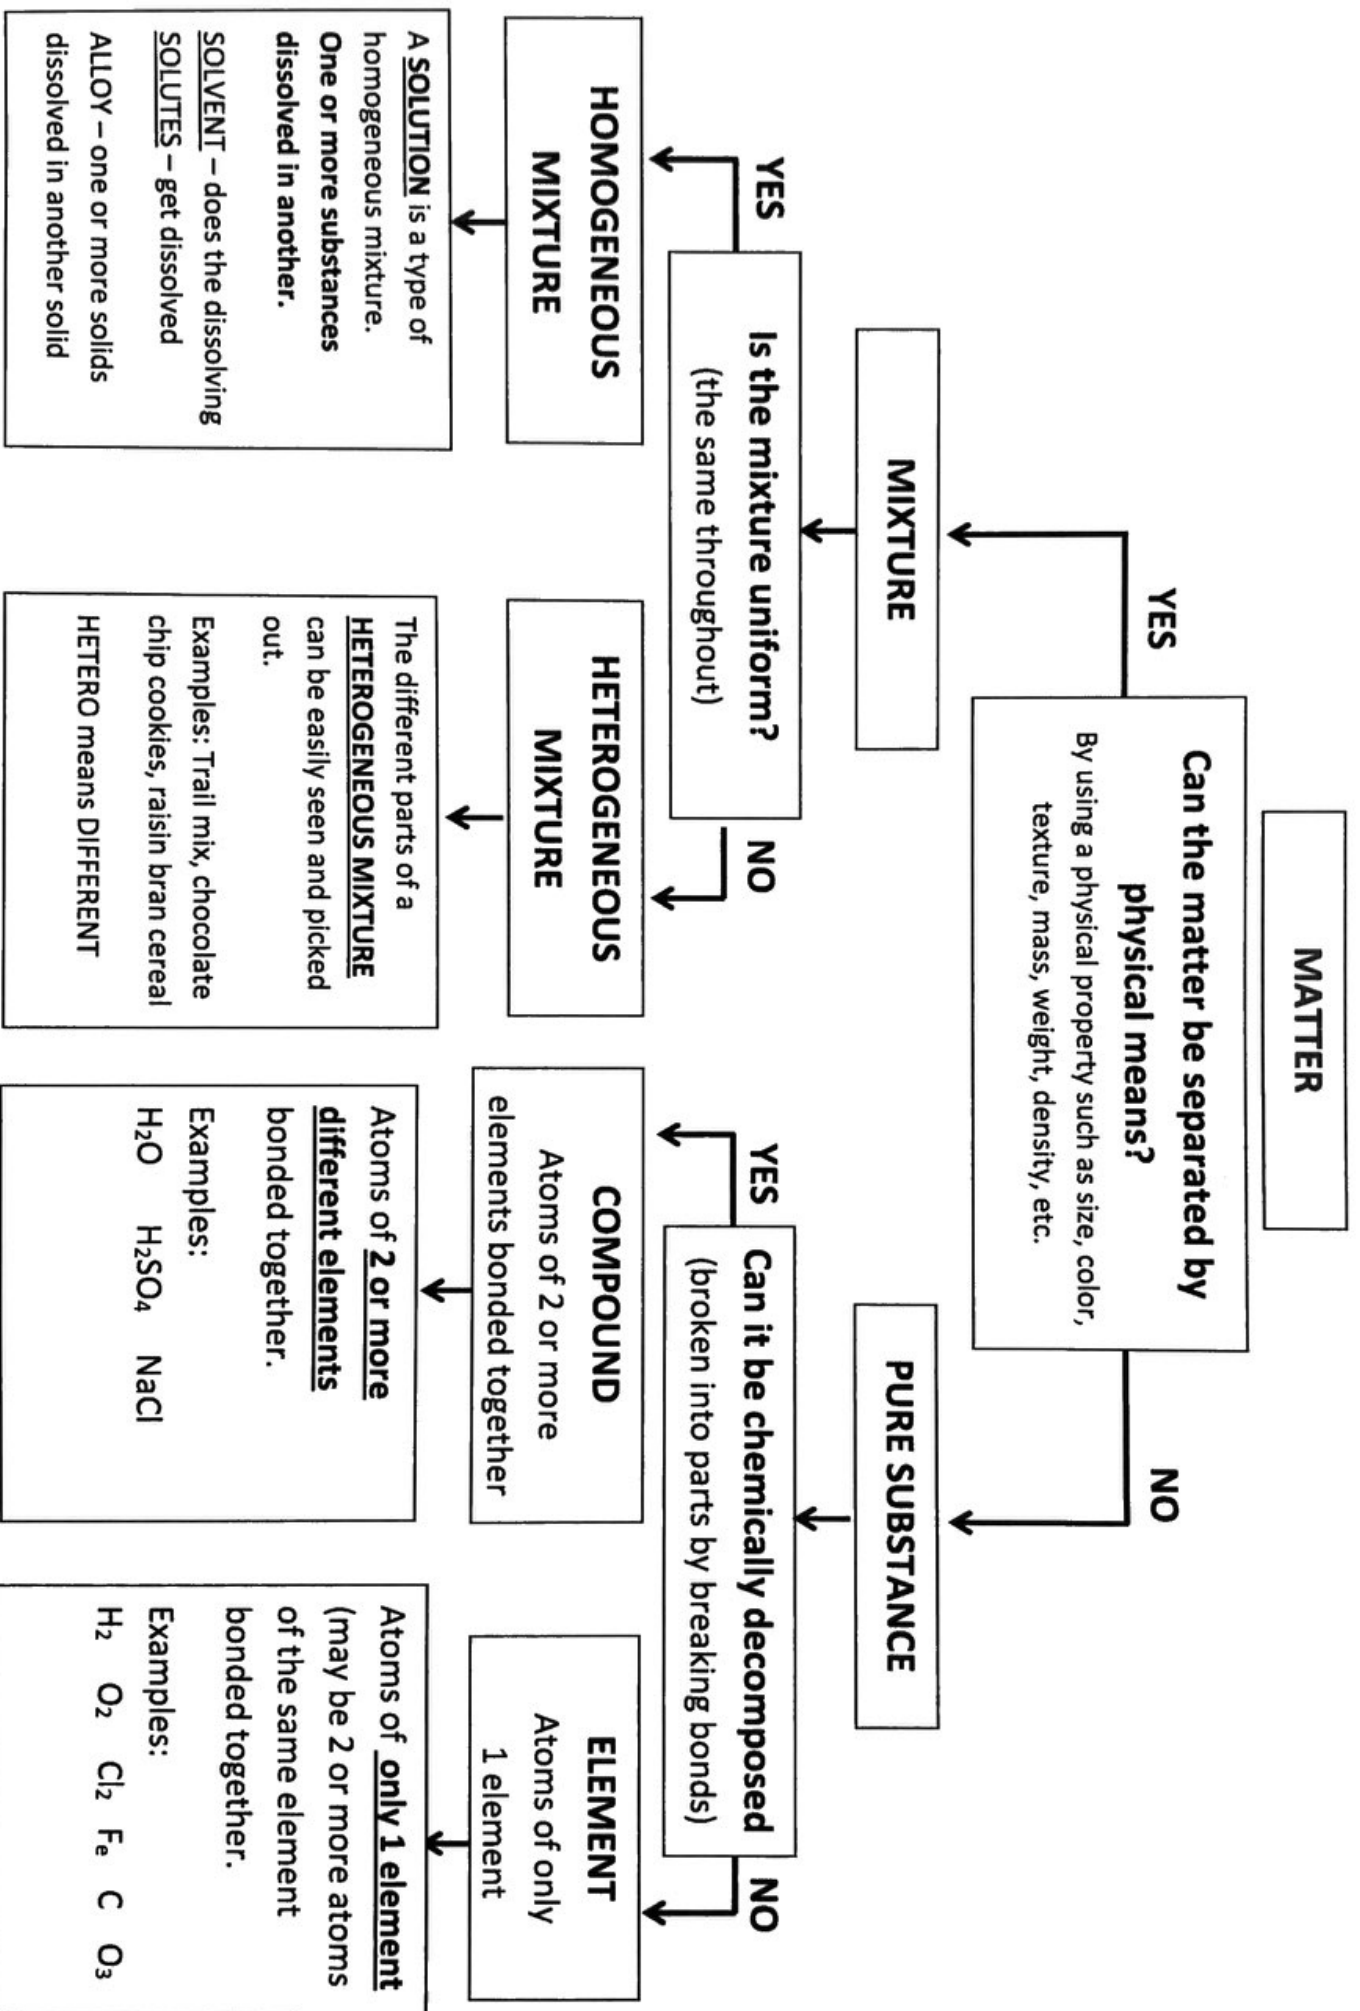 MATTER
Can the matter be separated by
physical means?
By using a physical property such as size, color,
texture, mass, weight, density, etc.
YES
NO
MIXTURE
PURE SUBSTANCE
Is the mixture uniform?
(the same throughout)
YES
NO
Can it be chemically decomposed
(broken into parts by breaking bonds)
YES
NO
HOMOGENEOUS
MIXTURE
HETEROGENEOUS
MIXTURE
COMPOUND
Atoms of 2 or more
elements bonded together
ELEMENT
Atoms of only
1 element
A SOLUTION is a type of
homogeneous mixture.
One or more substances
dissolved in another.
SOLVENT – does the dissolving
SOLUTES – get dissolved
ALLOY – one or more solids
dissolved in another solid
The different parts of a
HETEROGENEOUS MIXTURE
can be easily seen and picked
out.
Examples: Trail mix, chocolate
chip cookies, raisin bran cereal
HETERO means DIFFERENT
Atoms of 2 or more
different elements
bonded together.
Examples:
H₂O H₂SO₄ NaCl
Atoms of only 1 element
(may be 2 or more atoms
of the same element
bonded together.
Examples:
H₂ O₂ Cl₂ Fₑ C O₃